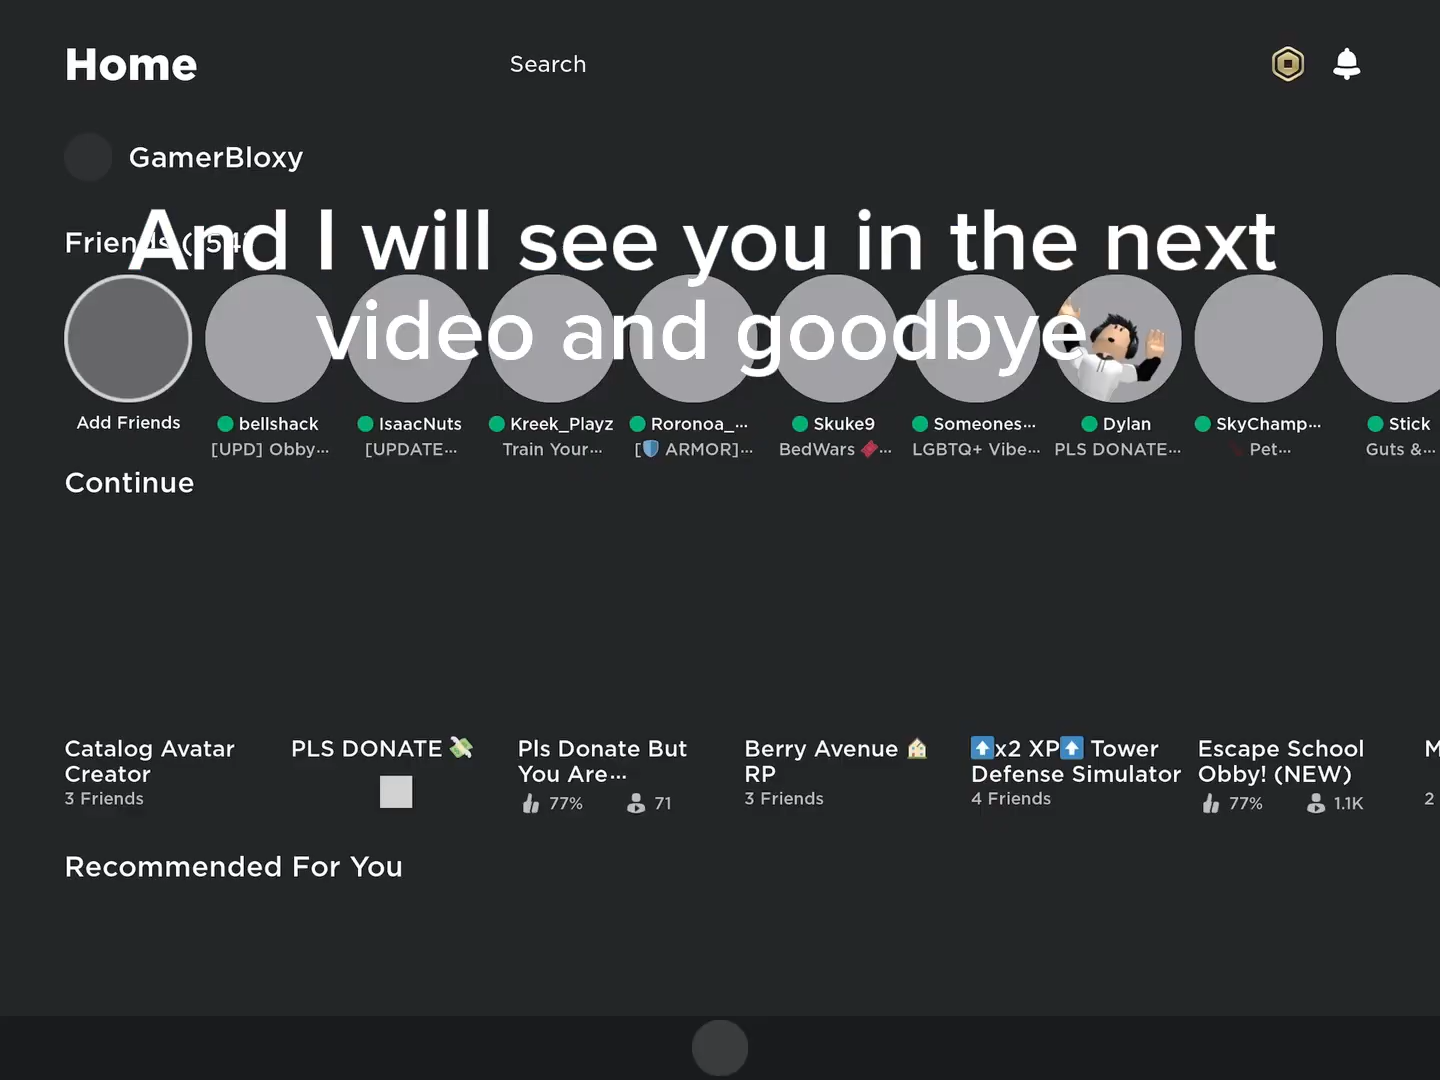 Home
Search
GamerBloxy
Friends
And I will see you in the next
video and goodbye
Add Friends
bellshack
IsaacNuts
Kreek_Playz
Roronoa_...
Skuke9
Someones...
Dylan
SkyChamp...
Stick
[UPD] Obby...
[UPDATE...
Train Your...
[🛡️ ARMOR]...
BedWars ...
LGBTQ+ Vibe...
PLS DONATE...
Pet...
Guts &...
Continue
Catalog Avatar
Creator
3 Friends
PLS DONATE 💸
Pls Donate But
You Are...
77% 71
Berry Avenue 🏠
RP
3 Friends
⬆️x2 XP⬆️ Tower
Defense Simulator
4 Friends
Escape School
Obby! (NEW)
77% 1.1K
M
2
Recommended For You